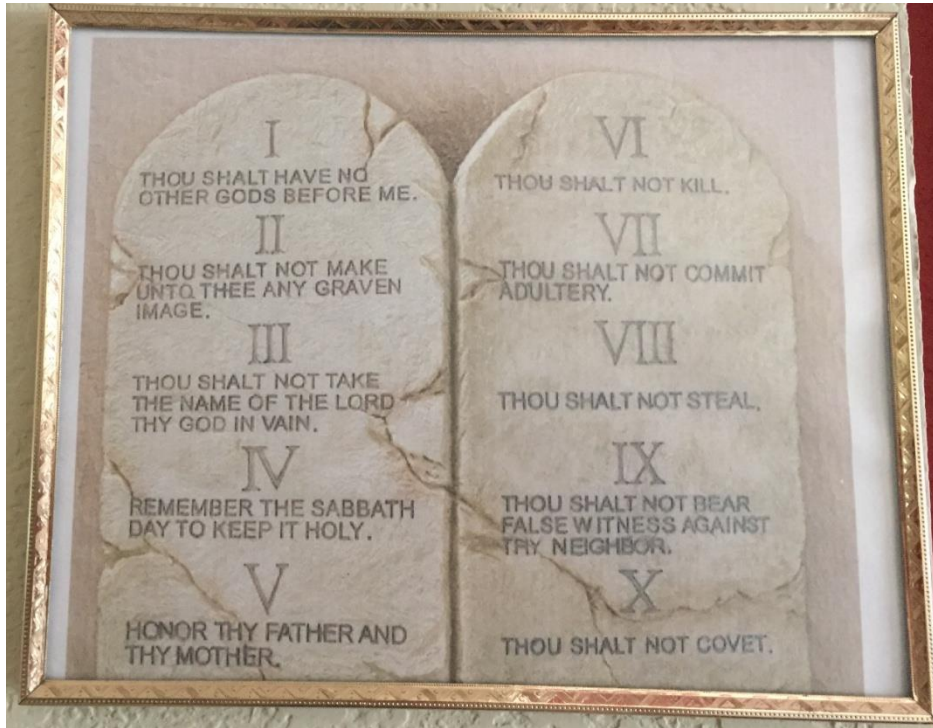 I
THOU SHALT HAVE NO
OTHER GODS BEFORE ME.
II
THOU SHALT NOT MAKE
UNTO THEE ANY GRAVEN
IMAGE.
III
THOU SHALT NOT TAKE
THE NAME OF THE LORD
THY GOD IN VAIN.
IV
REMEMBER THE SABBATH
DAY TO KEEP IT HOLY.
V
HONOR THY FATHER AND
THY MOTHER.
VI
THOU SHALT NOT KILL.
VII
THOU SHALT NOT COMMIT
ADULTERY.
VIII
THOU SHALT NOT STEAL.
IX
THOU SHALT NOT BEAR
FALSE WITNESS AGAINST
THY NEIGHBOR.
X
THOU SHALT NOT COVET.